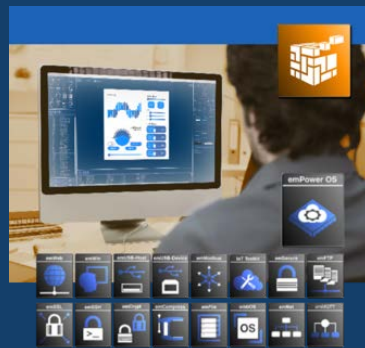 emPower OS
emWeb emWin emUSB-Host emUSB-Device emModbus IoT Toolkit emSecure emFTP
emSSL emSSH emCrypt emCompress emFile embOS emNet
>_ OS